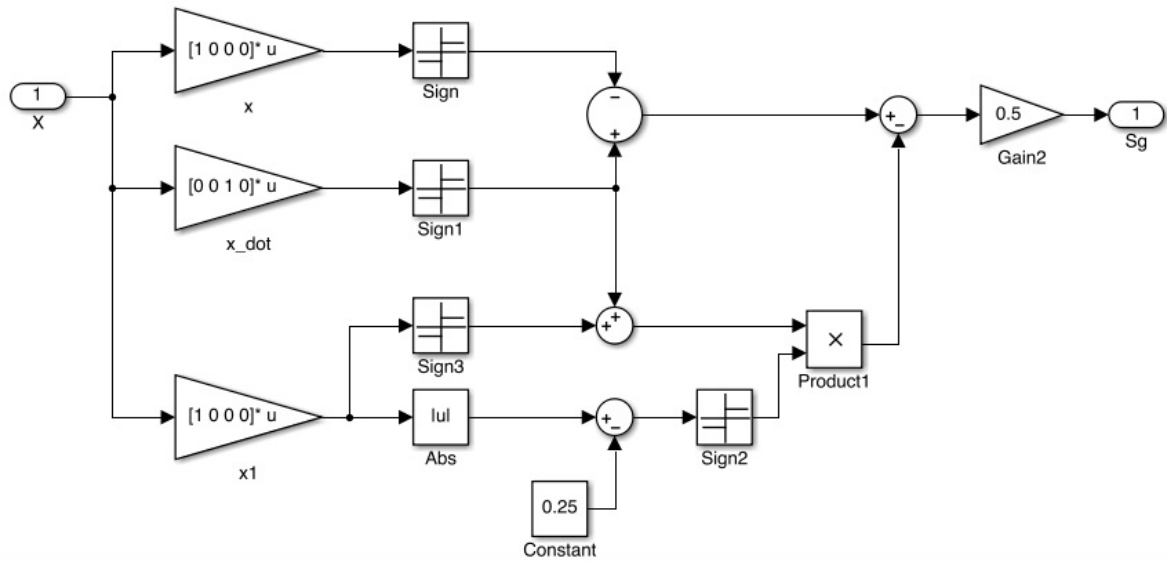 [1 0 0 0]* u
x
Sign
1
X
-
+
+
-
0.5
Gain2
1
Sg
[0 0 1 0]* u
x_dot
Sign1
Sign3
+
+
×
Product1
[1 0 0 0]* u
x1
|u|
Abs
+
-
Sign2
0.25
Constant